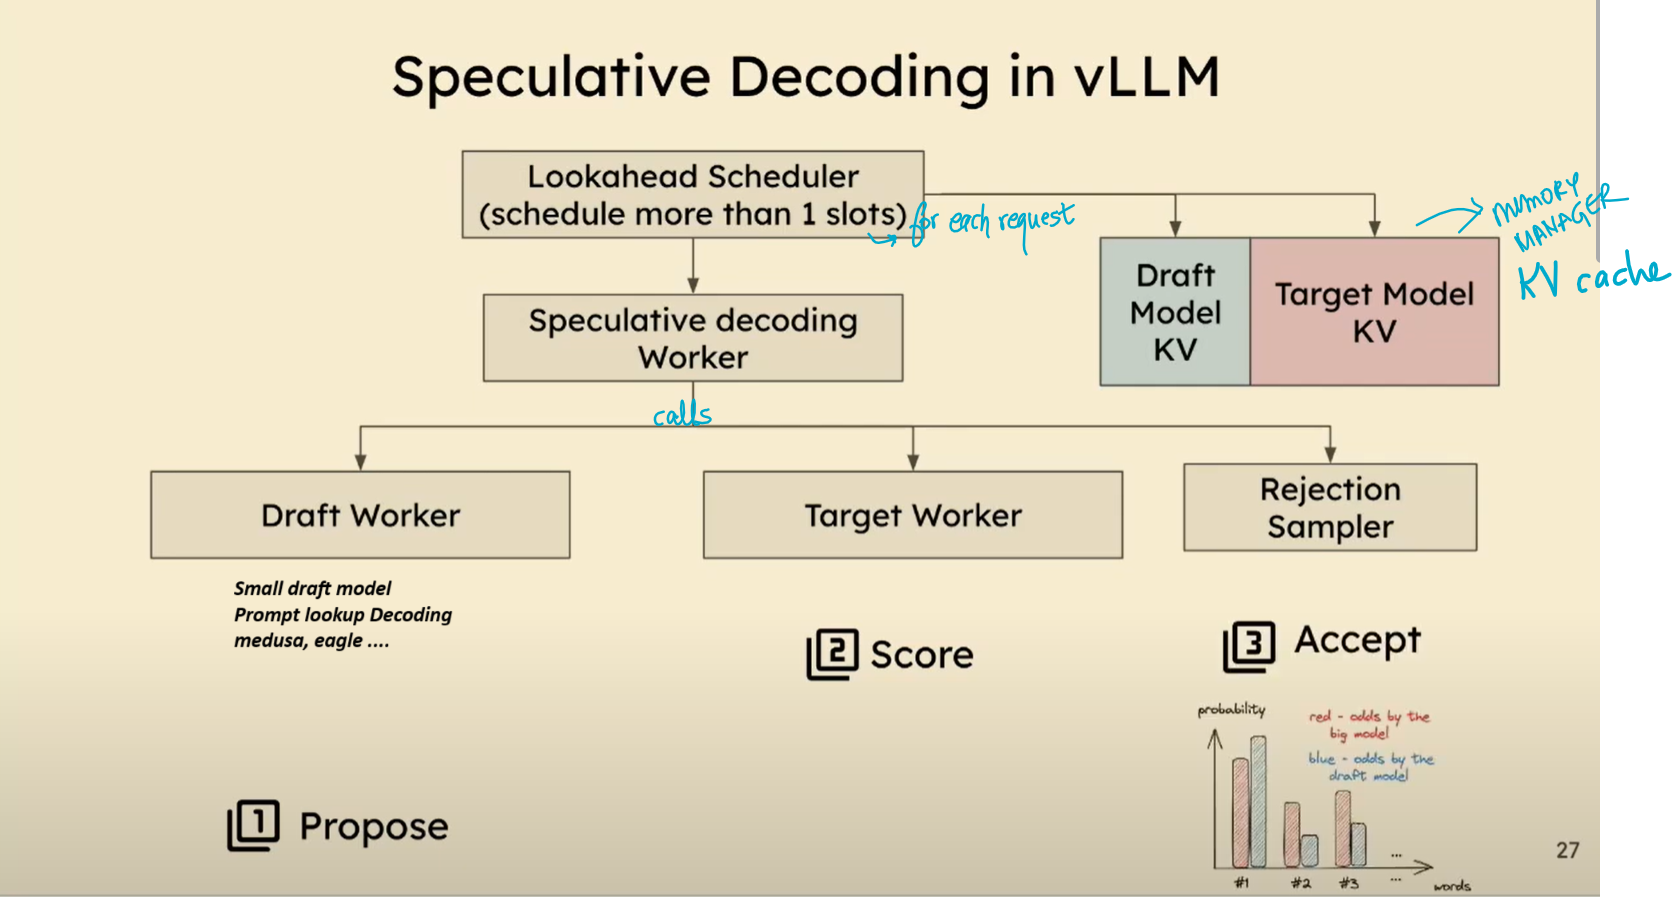 Speculative Decoding in vLLM
Lookahead Scheduler
(schedule more than 1 slots)
for each request
MEMORY
MANAGER
KV cache
Draft
Model
KV
Target Model
KV
Speculative decoding
Worker
calls
Draft Worker
Target Worker
Rejection
Sampler
Small draft model
Prompt lookup Decoding
medusa, eagle ....
1 Propose
2 Score
3 Accept
probability
red - odds by the
big model
blue - odds by the
draft model
#1 #2 #3 ...
...
words
27